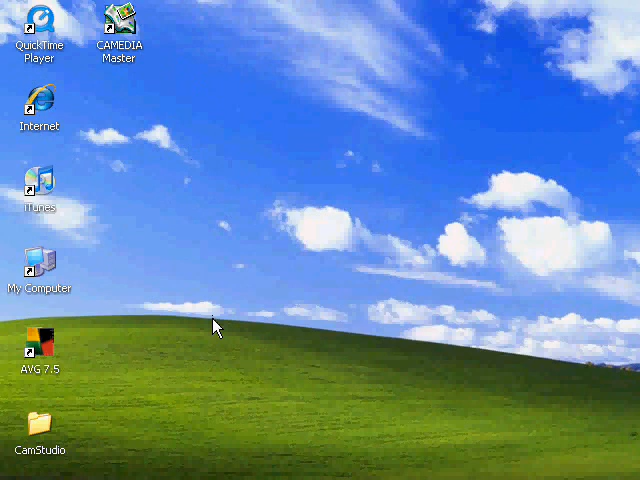 QuickTime
Player
CAMEDIA
Master
Internet
iTunes
My Computer
AVG 7.5
CamStudio